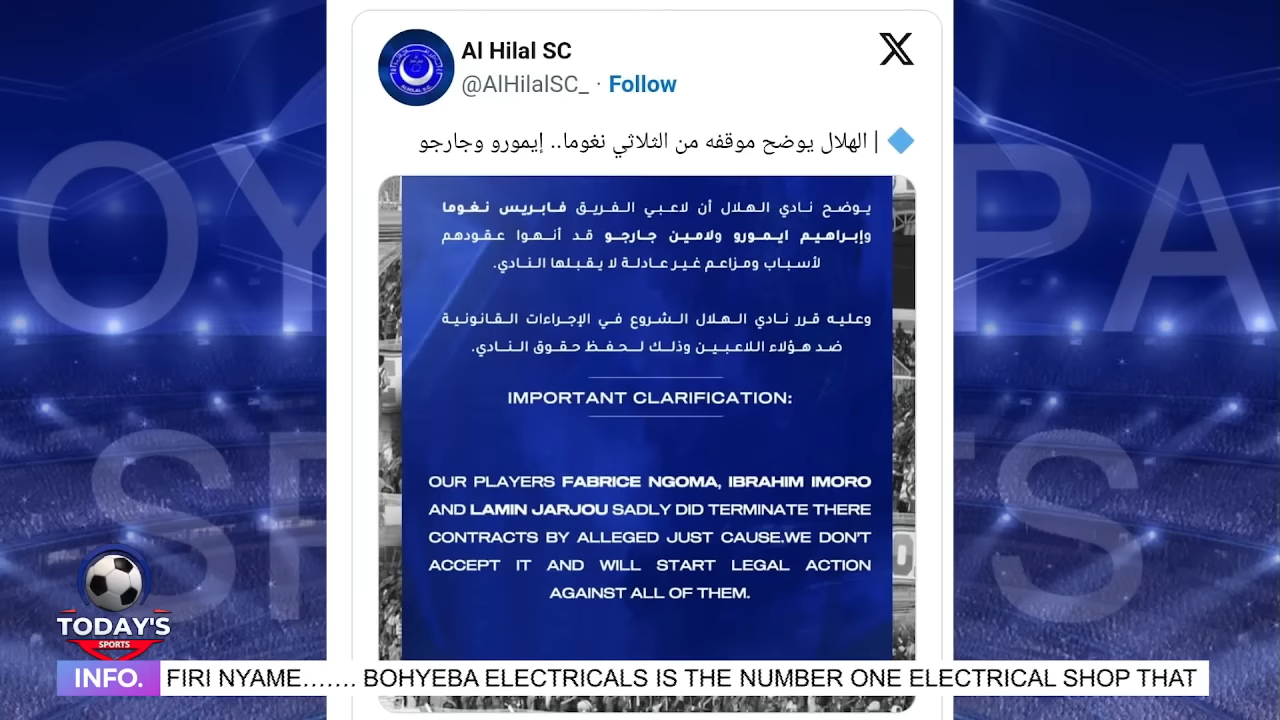 Al Hilal SC
@AlHilalSC_ · Follow
🔷 | الهلال يوضح موقفه من الثلاثي نغوما.. إيمورو وجارجو
يوضح نادي الهلال أن لاعبي الفريق فابريس نغوما
وإبراهيم ايمورو ولامين جارجو قد أنهوا عقودهم
لأسباب ومزاعم غير عادلة لا يقبلها النادي.
وعليه قرر نادي الهلال الشروع في الإجراءات القانونية
ضد هؤلاء اللاعبين وذلك لحفظ حقوق النادي.
IMPORTANT CLARIFICATION:
OUR PLAYERS FABRICE NGOMA, IBRAHIM IMORO
AND LAMIN JARJOU SADLY DID TERMINATE THERE
CONTRACTS BY ALLEGED JUST CAUSE.WE DON'T
ACCEPT IT AND WILL START LEGAL ACTION
AGAINST ALL OF THEM.
TODAY'S
SPORTS
INFO. FIRI NYAME....... BOHYEBA ELECTRICALS IS THE NUMBER ONE ELECTRICAL SHOP THAT